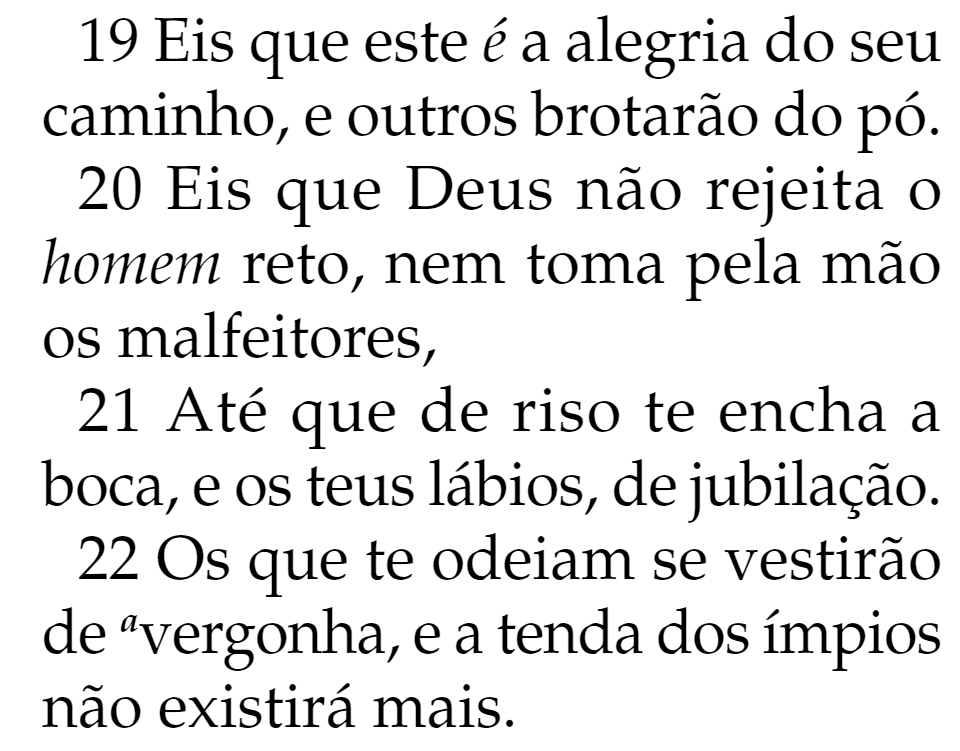 19 Eis que este é a alegria do seu
caminho, e outros brotarão do pó.
20 Eis que Deus não rejeita o
homem reto, nem toma pela mão
os malfeitores,
21 Até que de riso te encha a
boca, e os teus lábios, de jubilação.
22 Os que te odeiam se vestirão
de ᵃvergonha, e a tenda dos ímpios
não existirá mais.